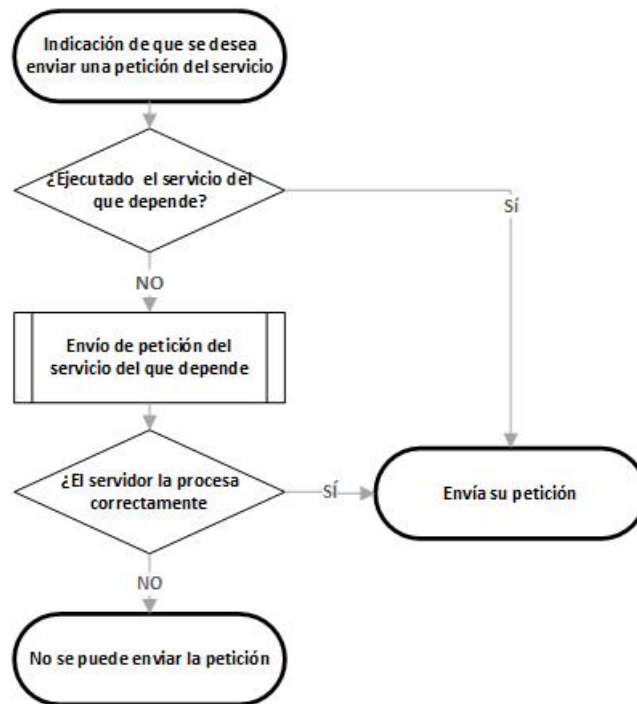 Indicación de que se desea
enviar una petición del servicio
¿Ejecutado el servicio del
que depende?
Sí
NO
Envío de petición del
servicio del que depende
¿El servidor la procesa
correctamente
SÍ
Envía su petición
NO
No se puede enviar la petición